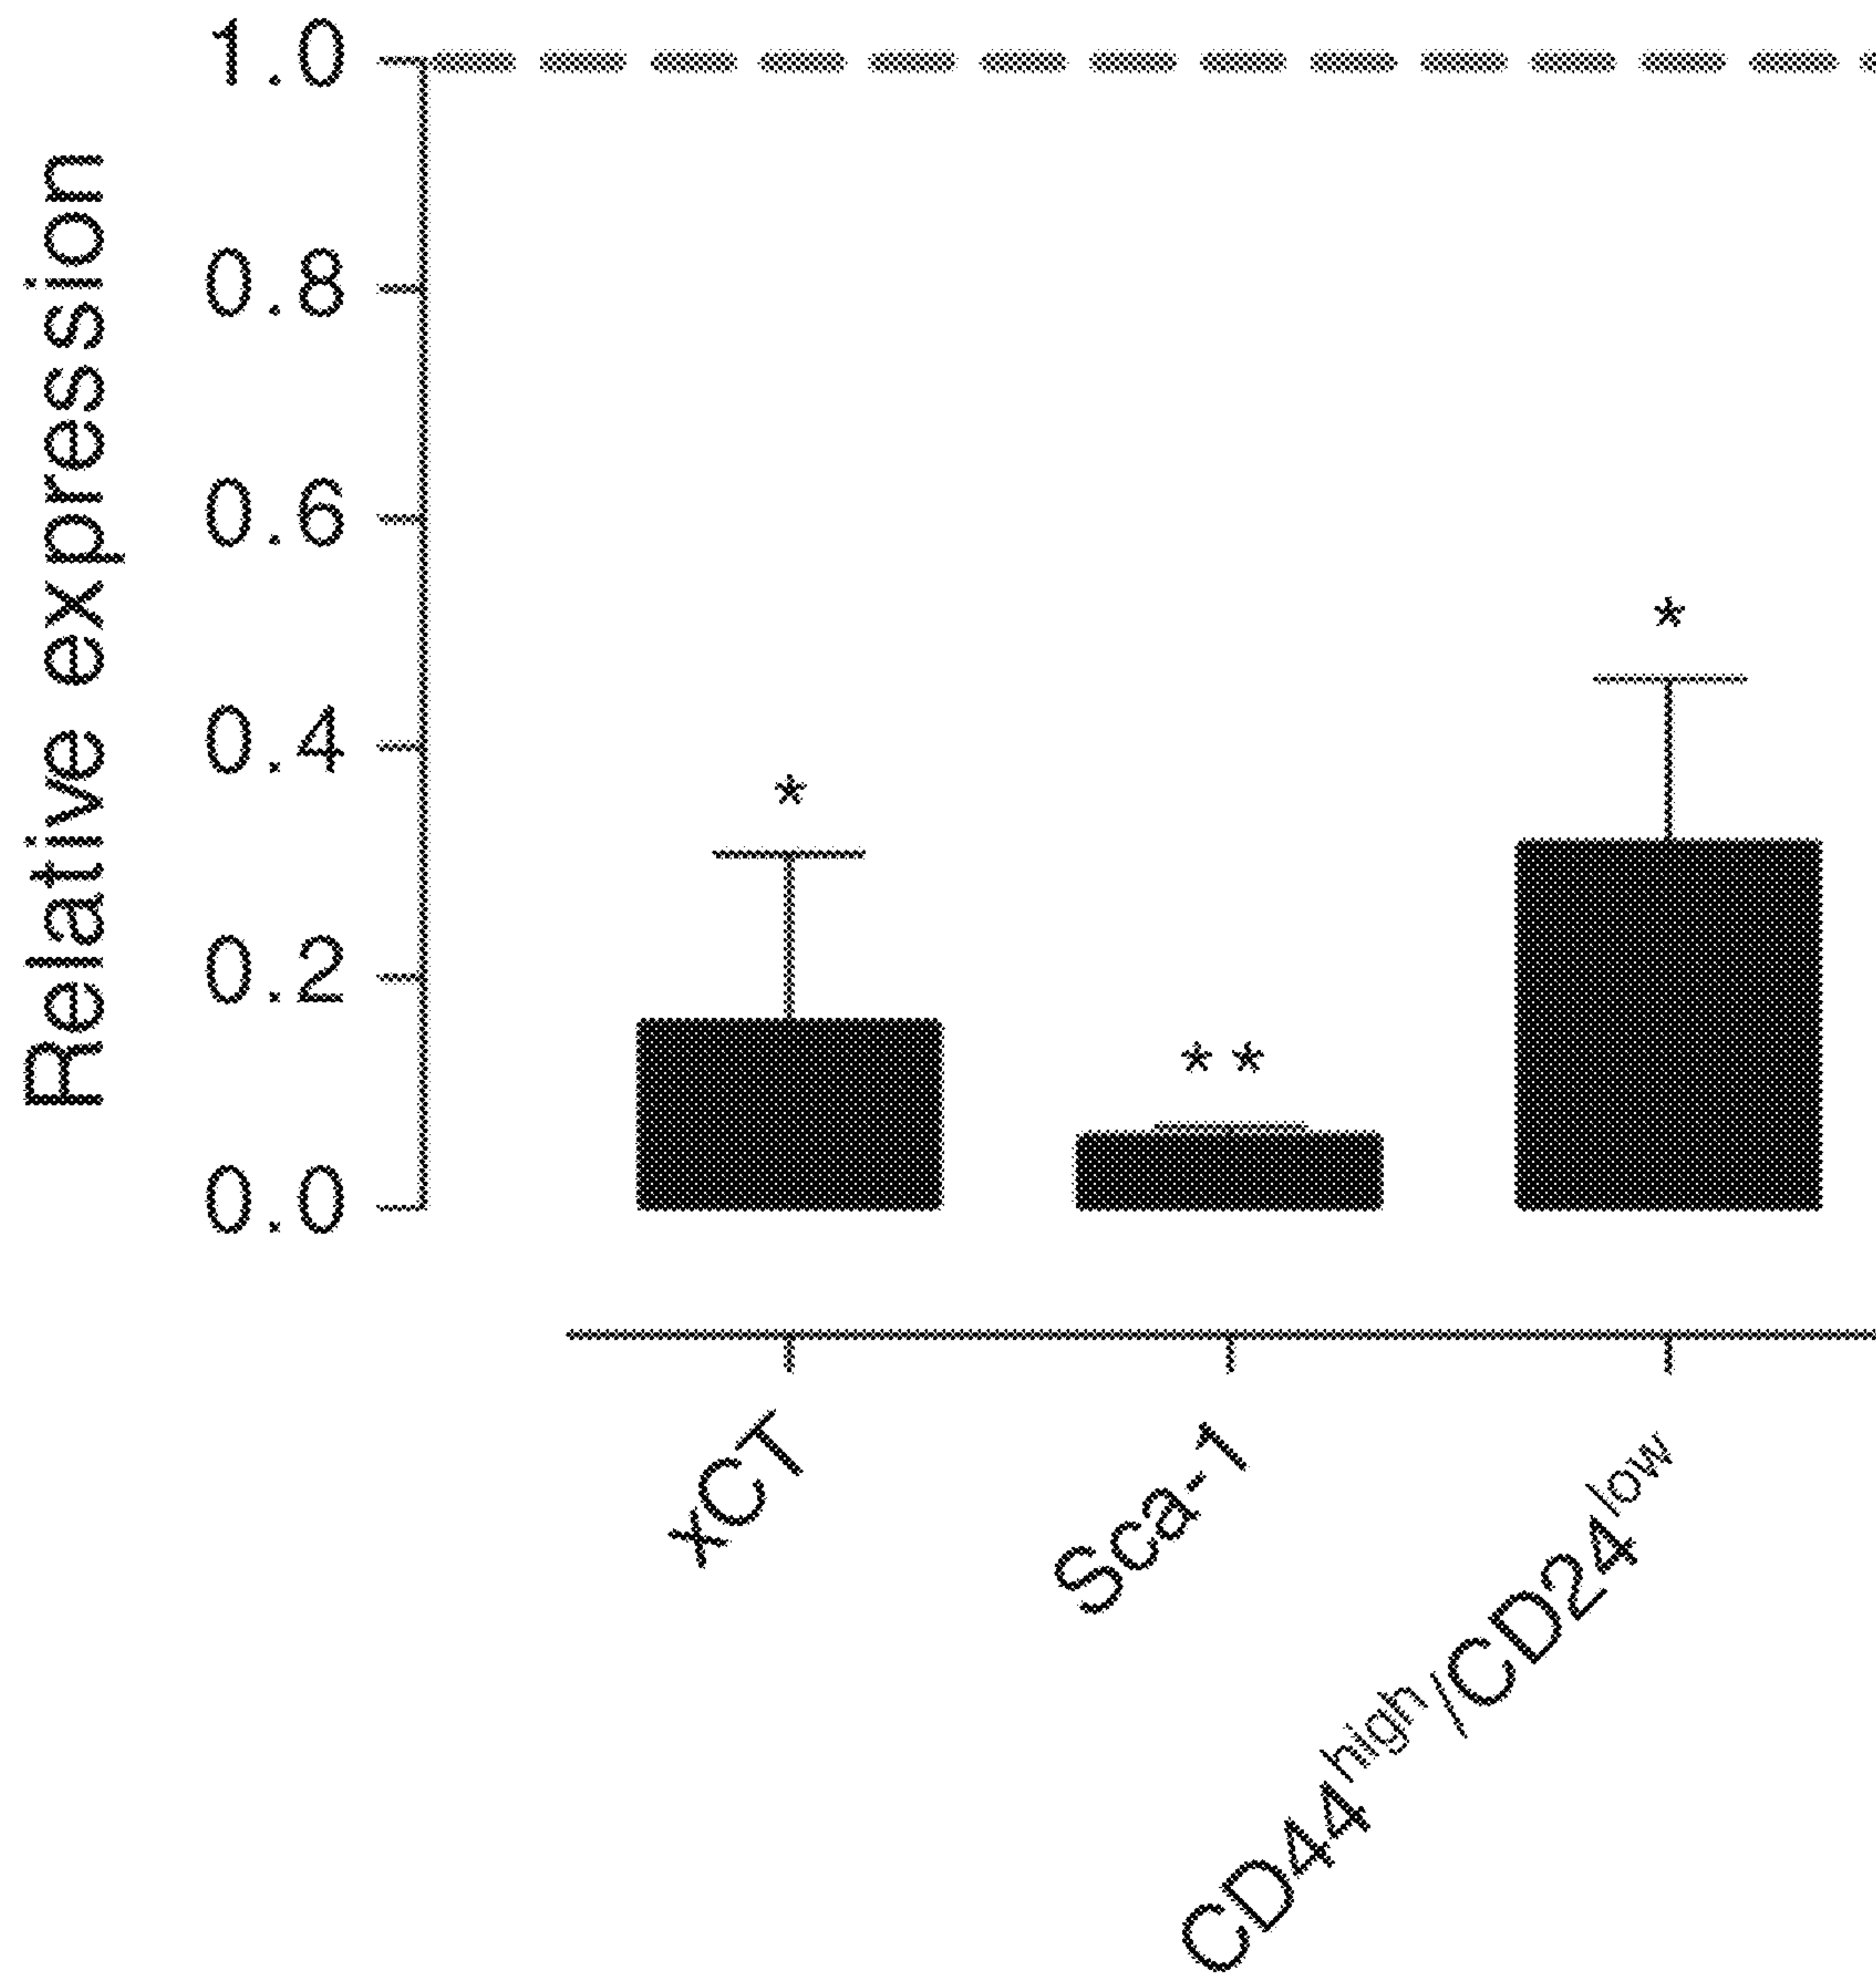 Relative expression
1.0
0.8
0.6
0.4
0.2
0.0
*
**
*
xCT
Sca-1
CD44high/CD24low